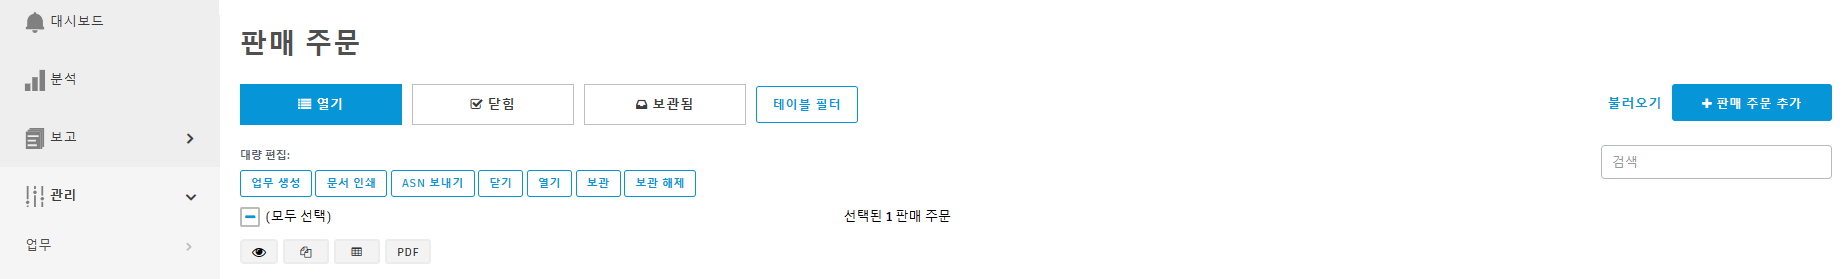 대시보드
분석
보고
관리
업무
판매 주문
열기 닫힘 보관됨 테이블 필터 불러오기 + 판매 주문 추가
대량 편집: 검색
업무 생성 문서 인쇄 ASN 보내기 닫기 열기 보관 보관 해제
(모두 선택) 선택된 1 판매 주문
PDF